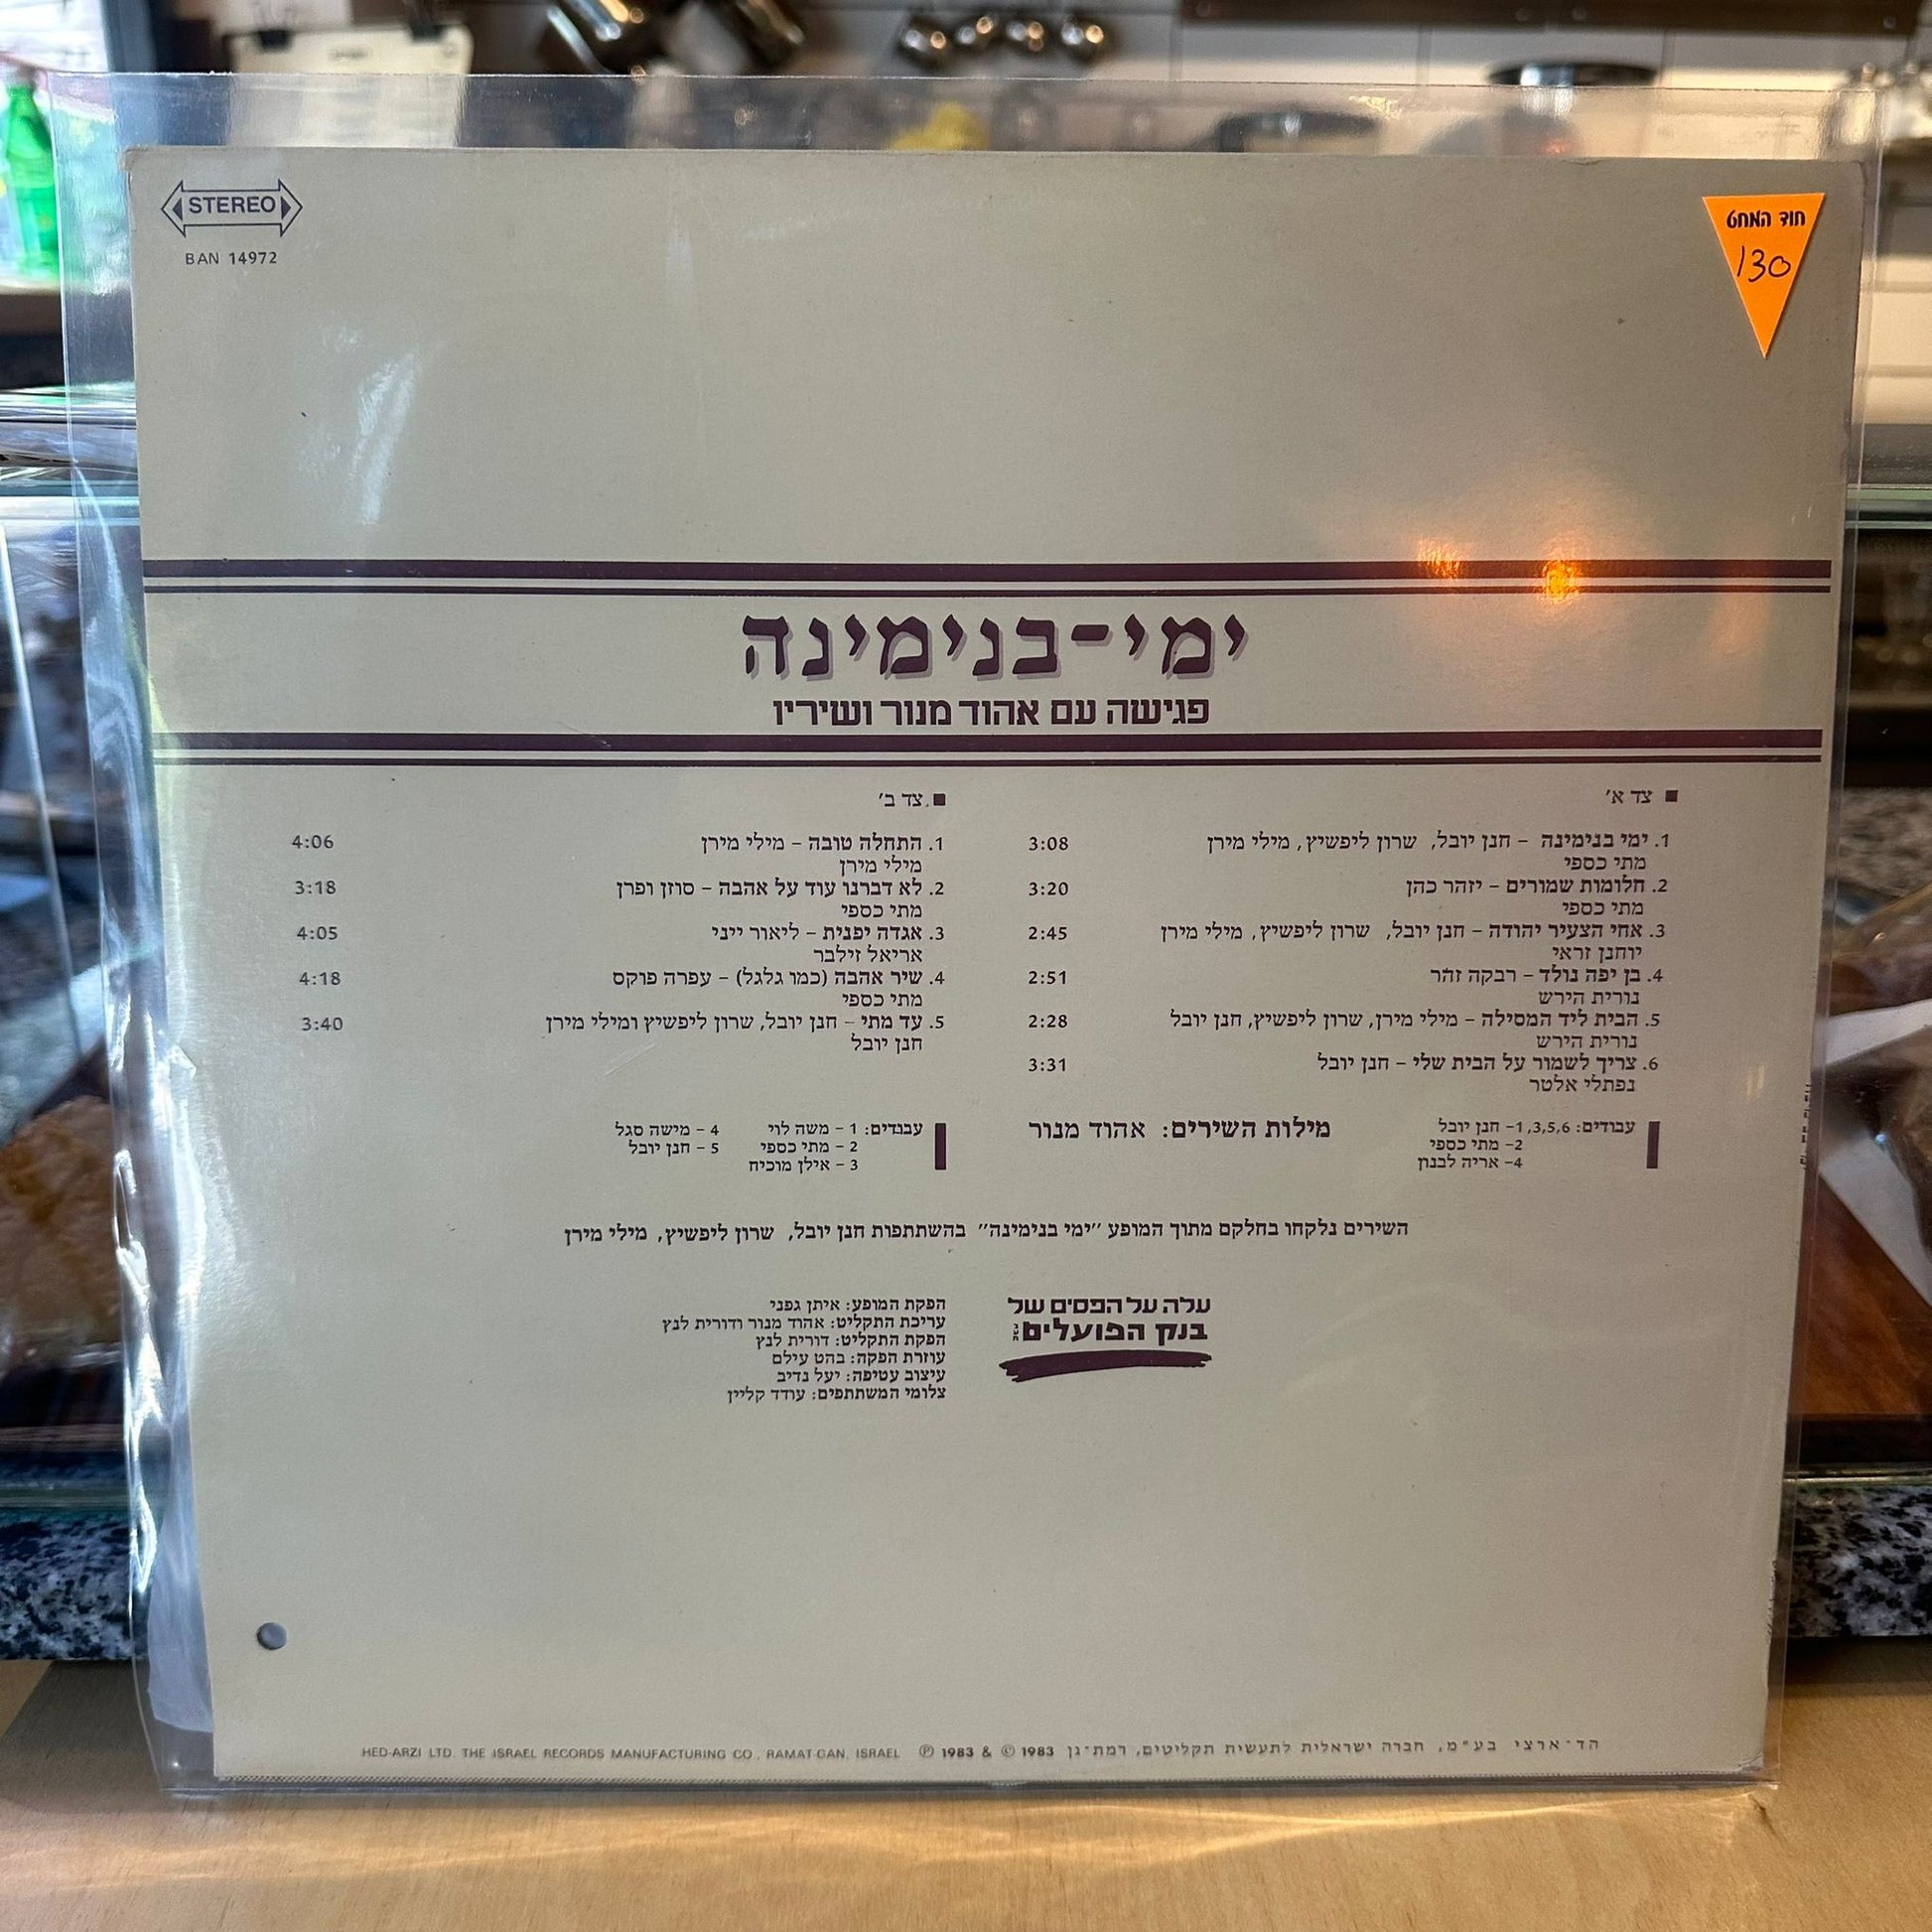 STEREO
BAN 14972
חוד המחט
130
ימי-בנימינה
פגישה עם אהוד מנור ושיריו
■ צד א׳
1. ימי בנימינה – חנן יובל, שרון ליפשיץ, מילי מירן 3:08
מתי כספי
2. חלומות שמורים – יזהר כהן 3:20
מתי כספי
3. אחי הצעיר יהודה – חנן יובל, שרון ליפשיץ, מילי מירן 2:45
יוחנן זראי
4. בן יפה נולד – רבקה זהר 2:51
נורית הירש
5. הבית ליד המסילה – מילי מירן, שרון ליפשיץ, חנן יובל 2:28
נורית הירש
6. צריך לשמור על הבית שלי – חנן יובל 3:31
נפתלי אלטר
עבודים: 1,3,5,6– חנן יובל
2– מתי כספי
4– אריה לבנון
מילות השירים: אהוד מנור
■ צד ב׳
1. התחלה טובה – מילי מירן 4:06
מילי מירן
2. לא דברנו עוד על אהבה – סוזן ופרן 3:18
מתי כספי
3. אגדה יפנית – ליאור ייני 4:05
אריאל זילבר
4. שיר אהבה (כמו גלגל) – עפרה פוקס 4:18
מתי כספי
5. עד מתי – חנן יובל, שרון ליפשיץ ומילי מירן 3:40
חנן יובל
עבודים: 1 – משה לוי 4 – מישה סגל
2 – מתי כספי 5 – חנן יובל
3 – אילן מוכיח
השירים נלקחו בחלקם מתוך המופע ״ימי בנימינה״ בהשתתפות חנן יובל, שרון ליפשיץ, מילי מירן
עלה על הפסים של
בנק הפועלים
הפקת המופע: איתן גפני
עריכת התקליט: אהוד מנור ודורית לנץ
הפקת התקליט: דורית לנץ
עוזרת הפקה: בהט עילם
עיצוב עטיפה: יעל נדיב
צלומי המשתתפים: עודד קליין
HED-ARZI LTD. THE ISRAEL RECORDS MANUFACTURING CO., RAMAT-GAN, ISRAEL Ⓟ 1983 & © 1983 הד־ארצי בע״מ, חברה ישראלית לתעשית תקליטים, רמת־גן